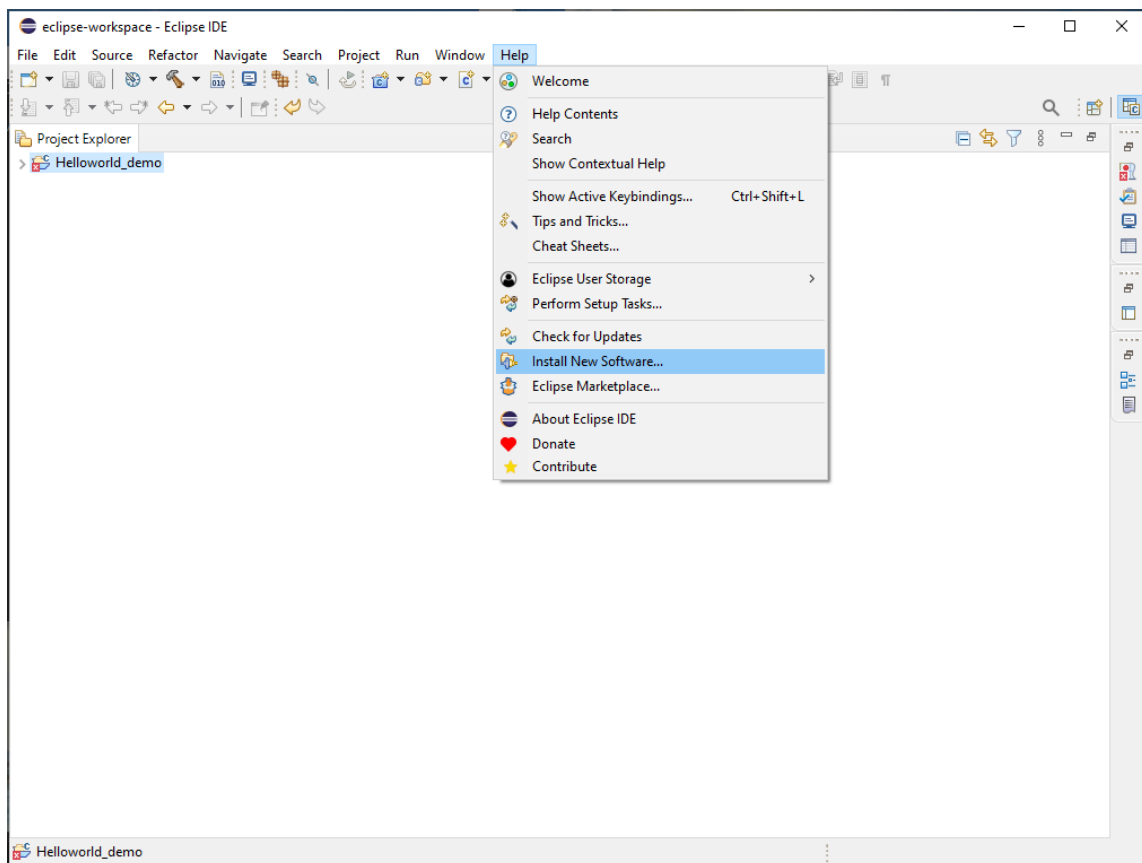 eclipse-workspace - Eclipse IDE
File Edit Source Refactor Navigate Search Project Run Window Help
Welcome
Help Contents
Search
Show Contextual Help
Show Active Keybindings... Ctrl+Shift+L
Tips and Tricks...
Cheat Sheets...
Eclipse User Storage
Perform Setup Tasks...
Check for Updates
Install New Software...
Eclipse Marketplace...
About Eclipse IDE
Donate
Contribute
Project Explorer
Helloworld_demo
Helloworld_demo